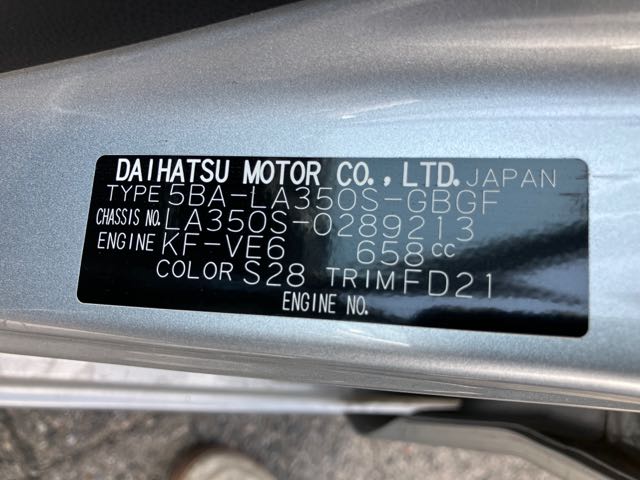 DAIHATSU MOTOR CO.,LTD. JAPAN
TYPE 5BA-LA350S-GBGF
CHASSIS NO. LA350S-0289213
ENGINE KF-VE6 658cc
COLOR S28 TRIM FD21
ENGINE NO.